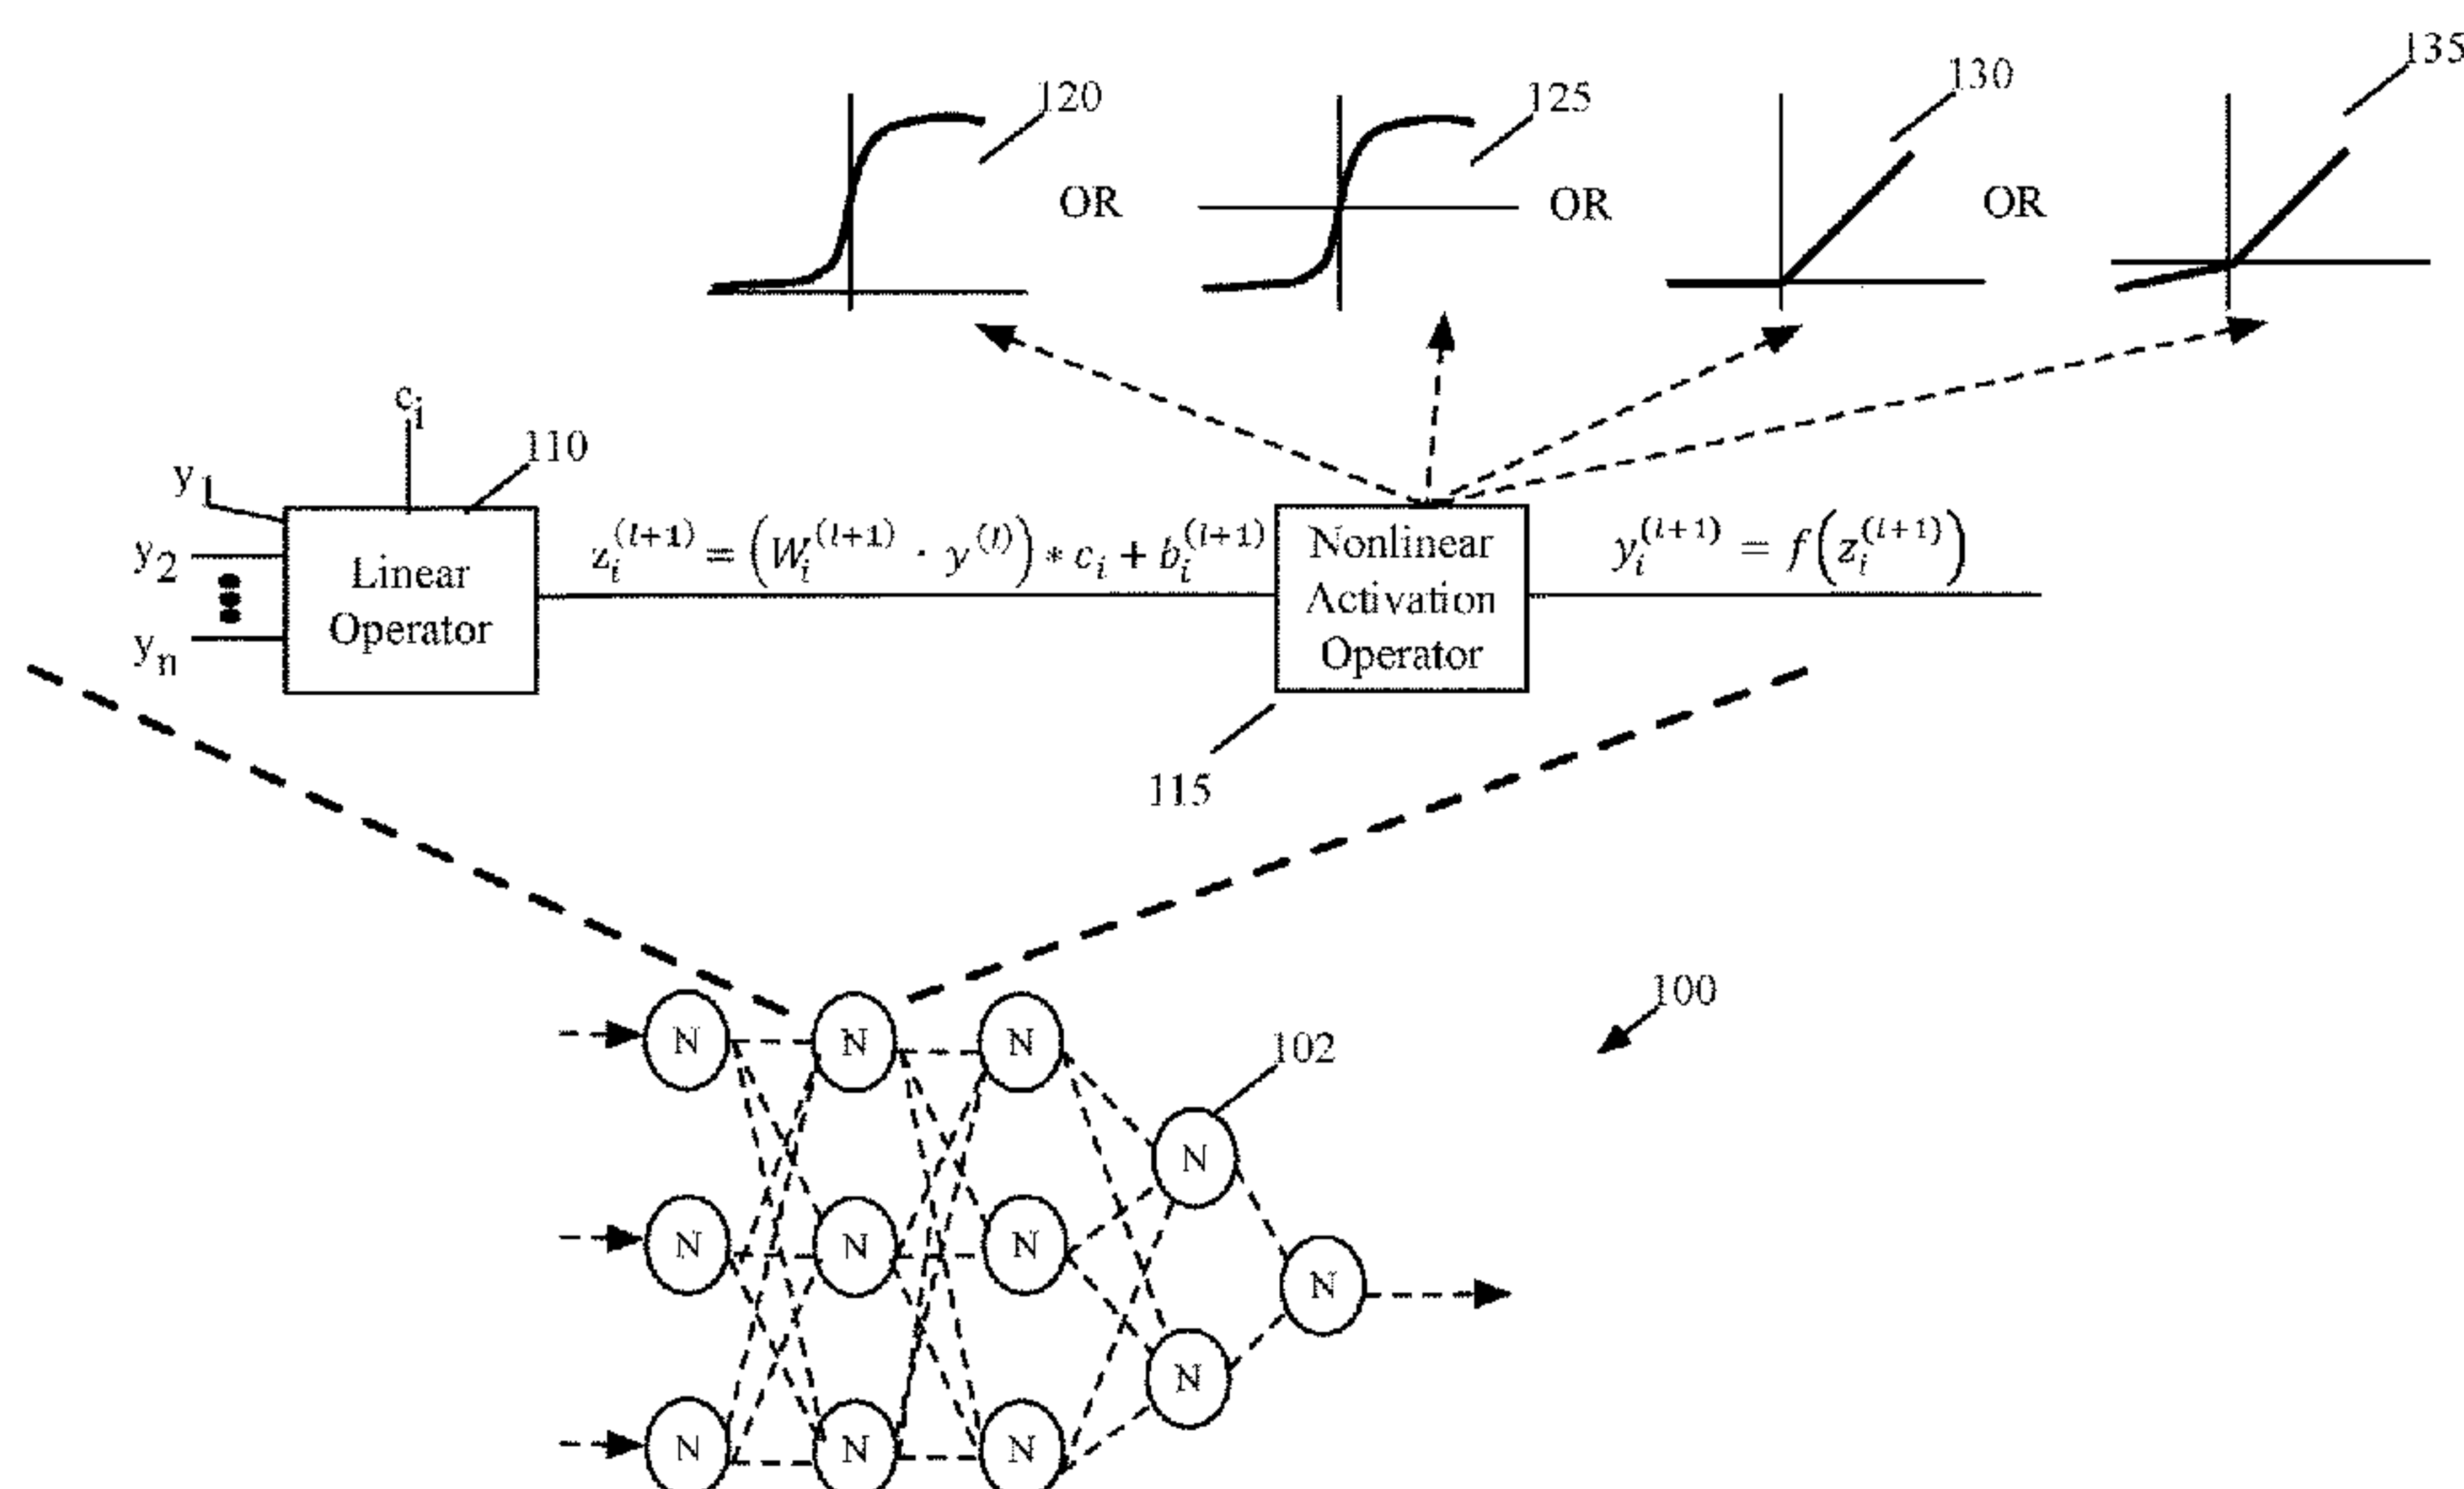 120
125
130
135
OR
OR
OR
c_i
110
y_1
y_2
y_n
Linear
Operator
z_i^{(l+1)} = (W_i^{(l+1)} · y^{(l)}) * c_i + b_i^{(l+1)}
Nonlinear
Activation
Operator
y_i^{(l+1)} = f(z_i^{(l+1)})
115
100
102
N
N
N
N
N
N
N
N
N
N
N
N